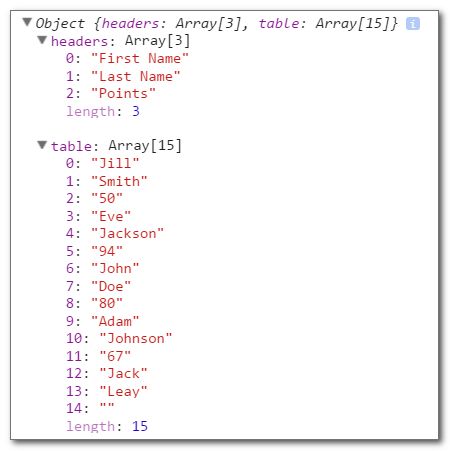 Object {headers: Array[3], table: Array[15]} i
headers: Array[3]
0: "First Name"
1: "Last Name"
2: "Points"
length: 3
table: Array[15]
0: "Jill"
1: "Smith"
2: "50"
3: "Eve"
4: "Jackson"
5: "94"
6: "John"
7: "Doe"
8: "80"
9: "Adam"
10: "Johnson"
11: "67"
12: "Jack"
13: "Leay"
14: ""
length: 15